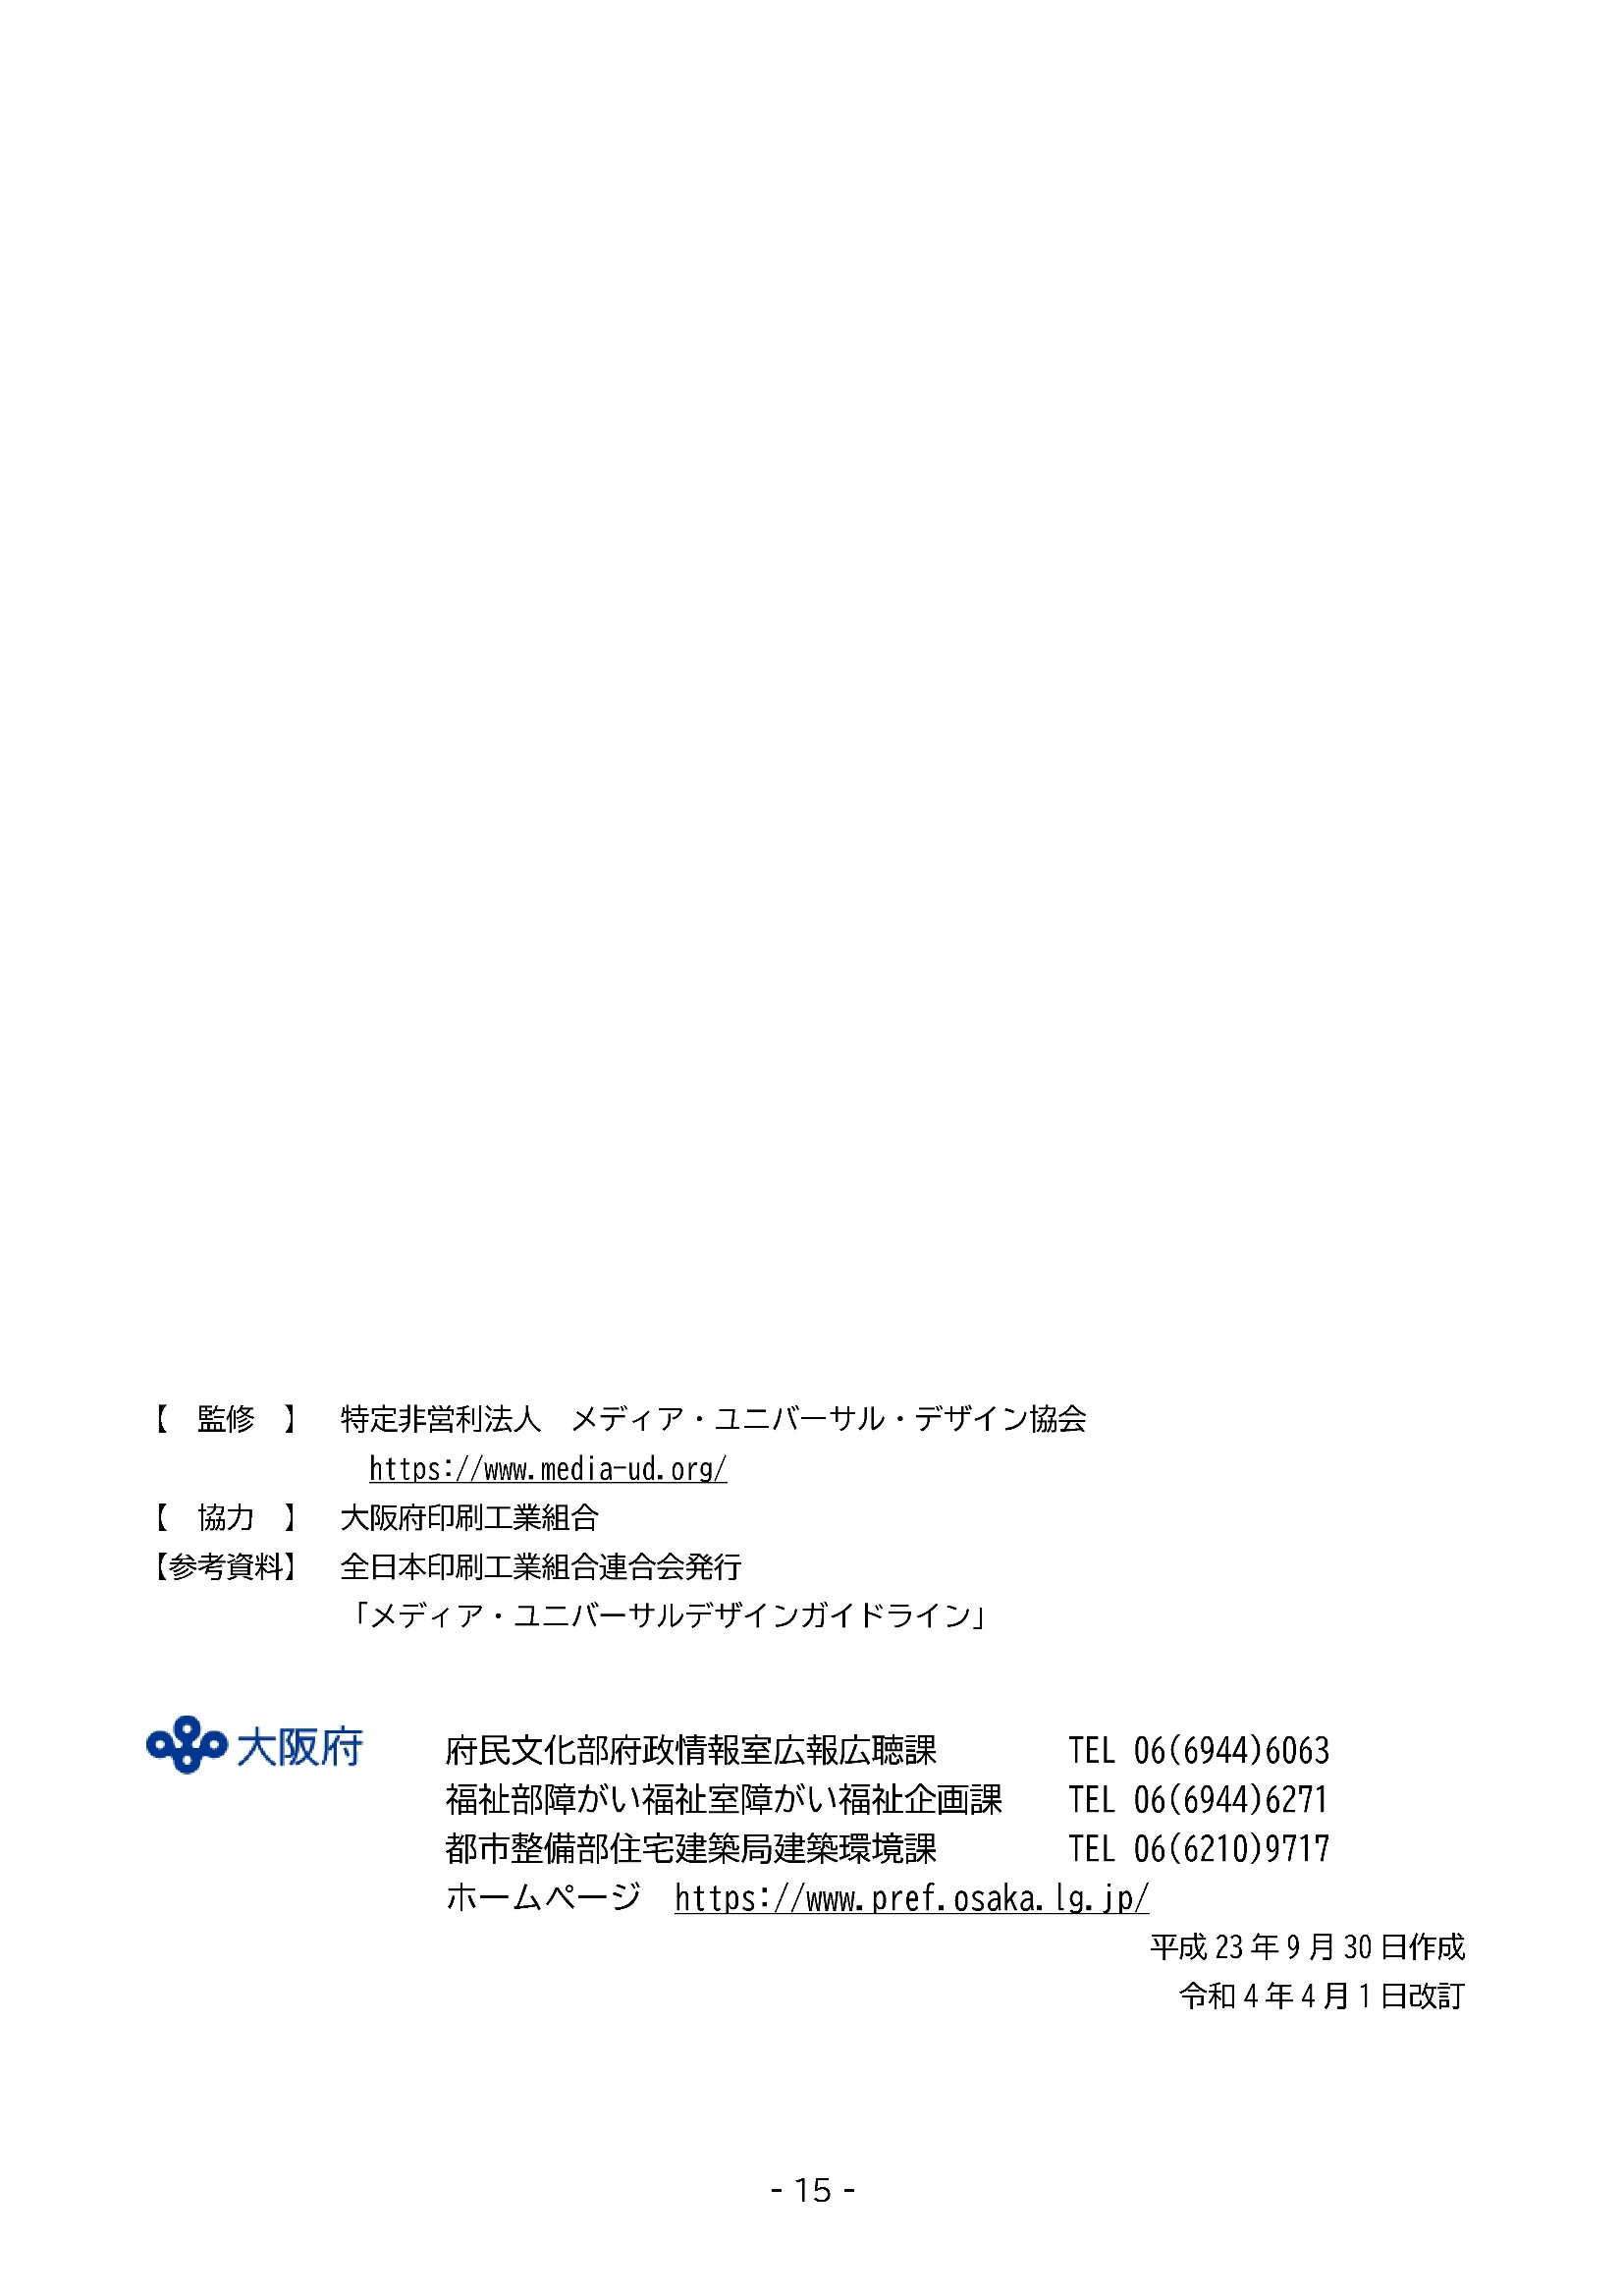 【　監修　】　特定非営利法人　メディア・ユニバーサル・デザイン協会
https://www.media-ud.org/
【　協力　】　大阪府印刷工業組合
【参考資料】　全日本印刷工業組合連合会発行
「メディア・ユニバーサルデザインガイドライン」
大阪府
府民文化部府政情報室広報広聴課　TEL 06(6944)6063
福祉部障がい福祉室障がい福祉企画課　TEL 06(6944)6271
都市整備部住宅建築局建築環境課　TEL 06(6210)9717
ホームページ　https://www.pref.osaka.lg.jp/
平成 23 年 9 月 30 日作成
令和 4 年 4 月 1 日改訂
- 15 -